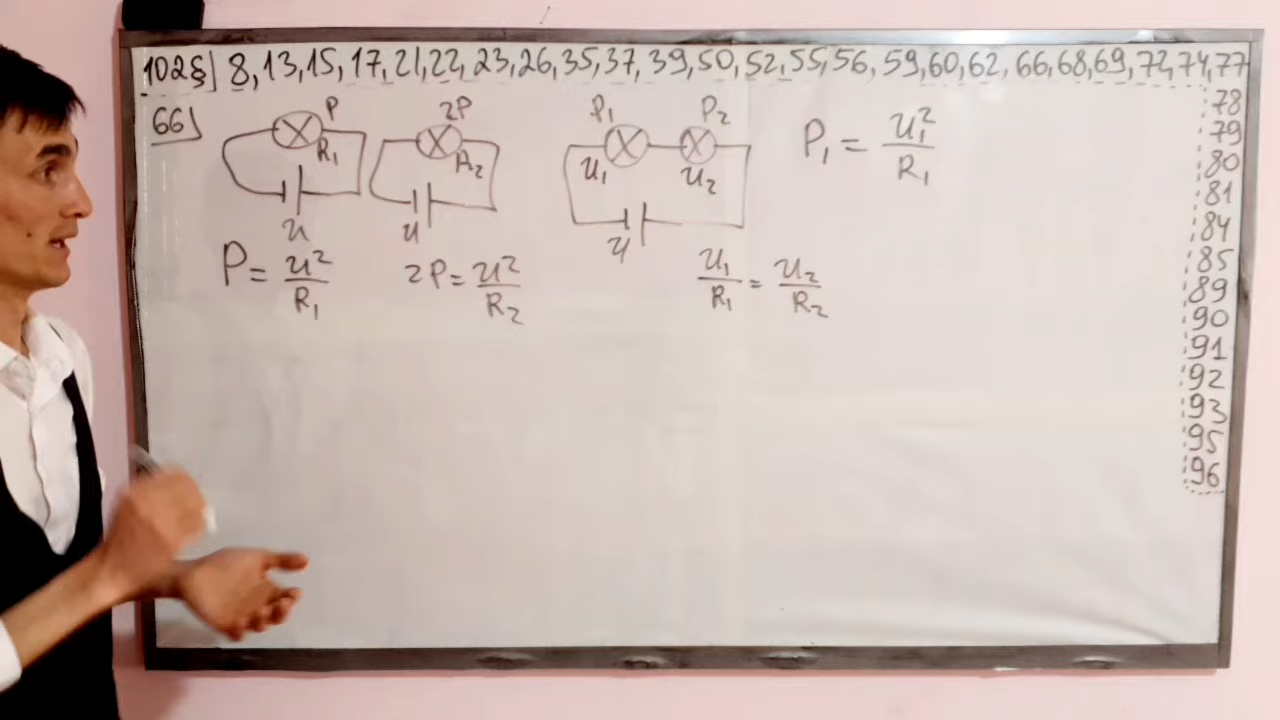 102§] 8, 13, 15, 17, 21, 22, 23, 26, 35, 37, 39, 50, 52, 55, 56, 59, 60, 62, 66, 68, 69, 72, 74, 77
78
79
80
81
84
85
89
90
91
92
93
95
96
66)
P
R₁
U
2P
R₂
U
P₁ P₂
U₁ U₂
U
P₁ = U₁²/R₁
P = U²/R₁
2P = U²/R₂
U₁/R₁ = U₂/R₂